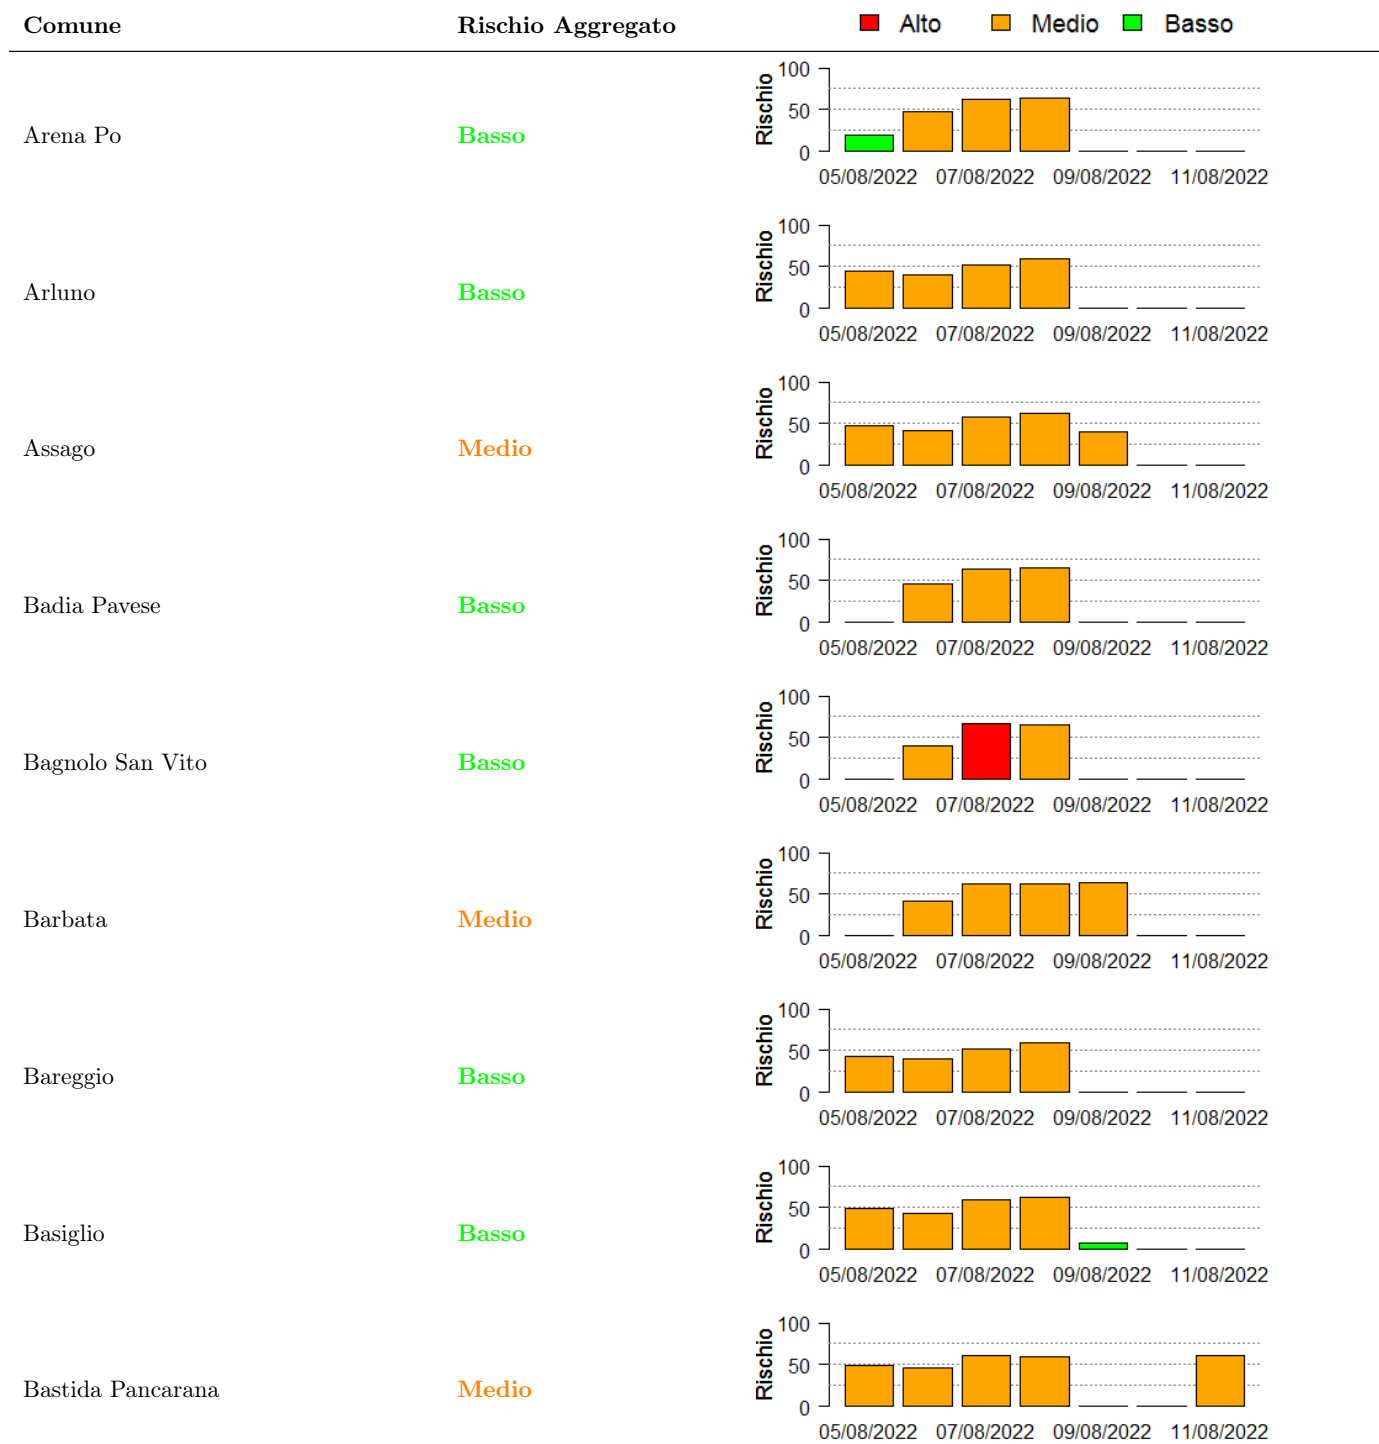 Comune Rischio Aggregato Alto Medio Basso
Arena Po Basso Rischio 100 50 0
05/08/2022 07/08/2022 09/08/2022 11/08/2022
Arluno Basso Rischio 100 50 0
05/08/2022 07/08/2022 09/08/2022 11/08/2022
Assago Medio Rischio 100 50 0
05/08/2022 07/08/2022 09/08/2022 11/08/2022
Badia Pavese Basso Rischio 100 50 0
05/08/2022 07/08/2022 09/08/2022 11/08/2022
Bagnolo San Vito Basso Rischio 100 50 0
05/08/2022 07/08/2022 09/08/2022 11/08/2022
Barbata Medio Rischio 100 50 0
05/08/2022 07/08/2022 09/08/2022 11/08/2022
Bareggio Basso Rischio 100 50 0
05/08/2022 07/08/2022 09/08/2022 11/08/2022
Basiglio Basso Rischio 100 50 0
05/08/2022 07/08/2022 09/08/2022 11/08/2022
Bastida Pancarana Medio Rischio 100 50 0
05/08/2022 07/08/2022 09/08/2022 11/08/2022